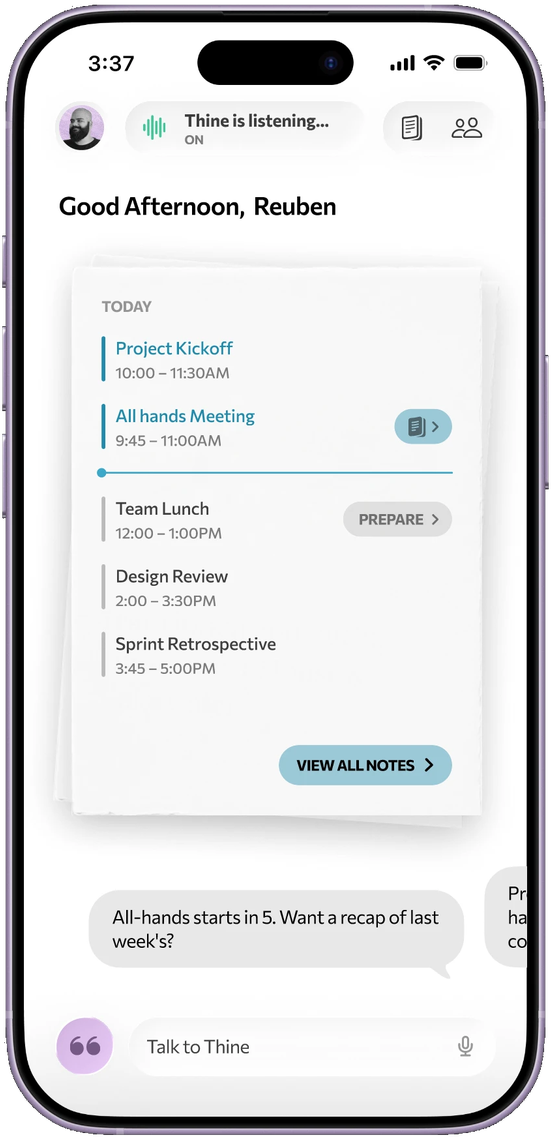 3:37
Thine is listening...
ON
Good Afternoon, Reuben
TODAY
Project Kickoff
10:00 – 11:30AM
All hands Meeting
9:45 – 11:00AM
Team Lunch
12:00 – 1:00PM
PREPARE
Design Review
2:00 – 3:30PM
Sprint Retrospective
3:45 – 5:00PM
VIEW ALL NOTES
All-hands starts in 5. Want a recap of last
week's?
Pr
ha
co
Talk to Thine